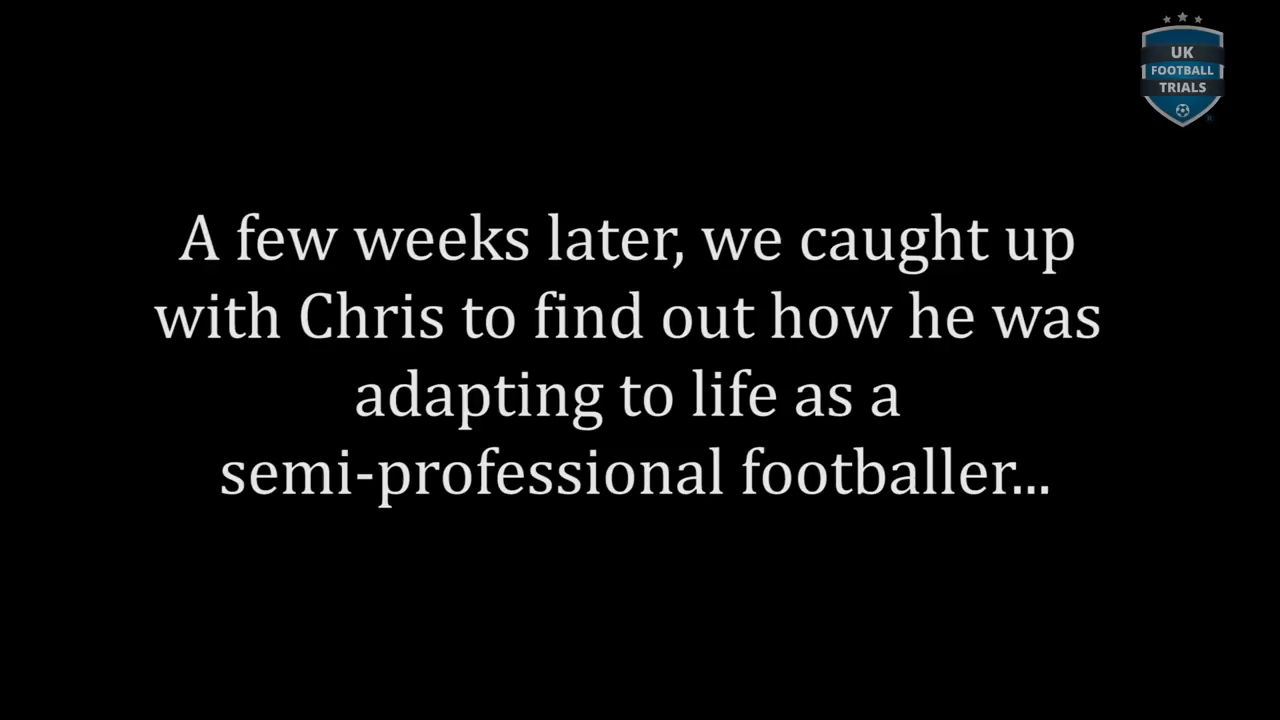 UK
FOOTBALL
TRIALS
A few weeks later, we caught up
with Chris to find out how he was
adapting to life as a
semi-professional footballer...